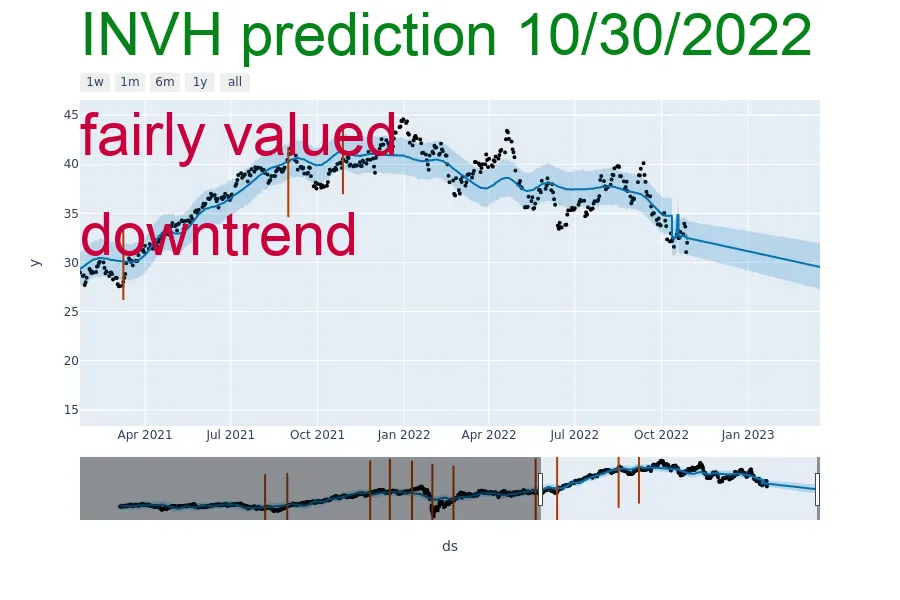 INVH prediction 10/30/2022
1w 1m 6m 1y all
45
fairly valued
40
35
downtrend
y
30
25
20
15
Apr 2021 Jul 2021 Oct 2021 Jan 2022 Apr 2022 Jul 2022 Oct 2022 Jan 2023
ds